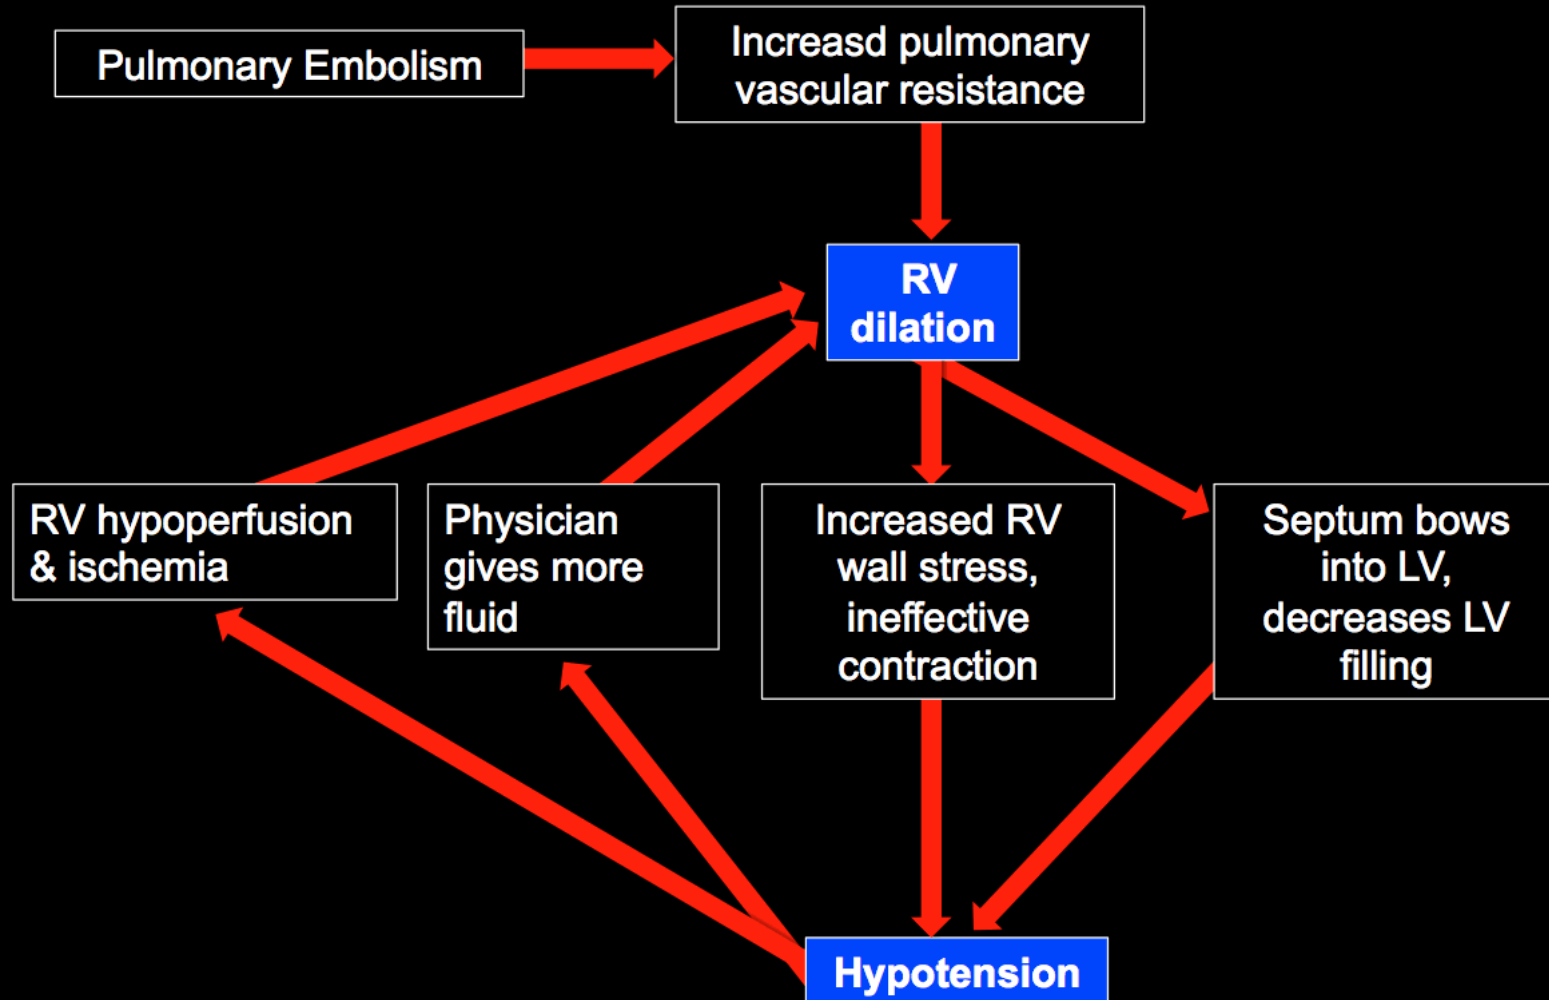 Pulmonary Embolism
Increasd pulmonary
vascular resistance
RV
dilation
RV hypoperfusion
& ischemia
Physician
gives more
fluid
Increased RV
wall stress,
ineffective
contraction
Septum bows
into LV,
decreases LV
filling
Hypotension